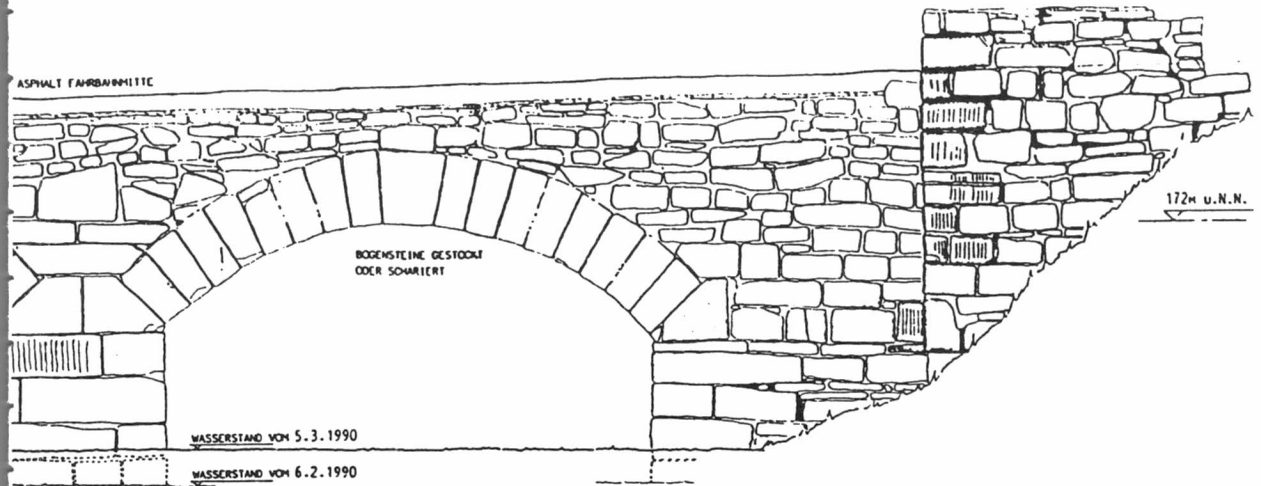 ASPHALT FAHRBAHNMITTE
172M U.N.N.
BOGENSTEINE GESTOCKT
ODER SCHARIERT
WASSERSTAND VOM 5.3.1990
WASSERSTAND VOM 6.2.1990